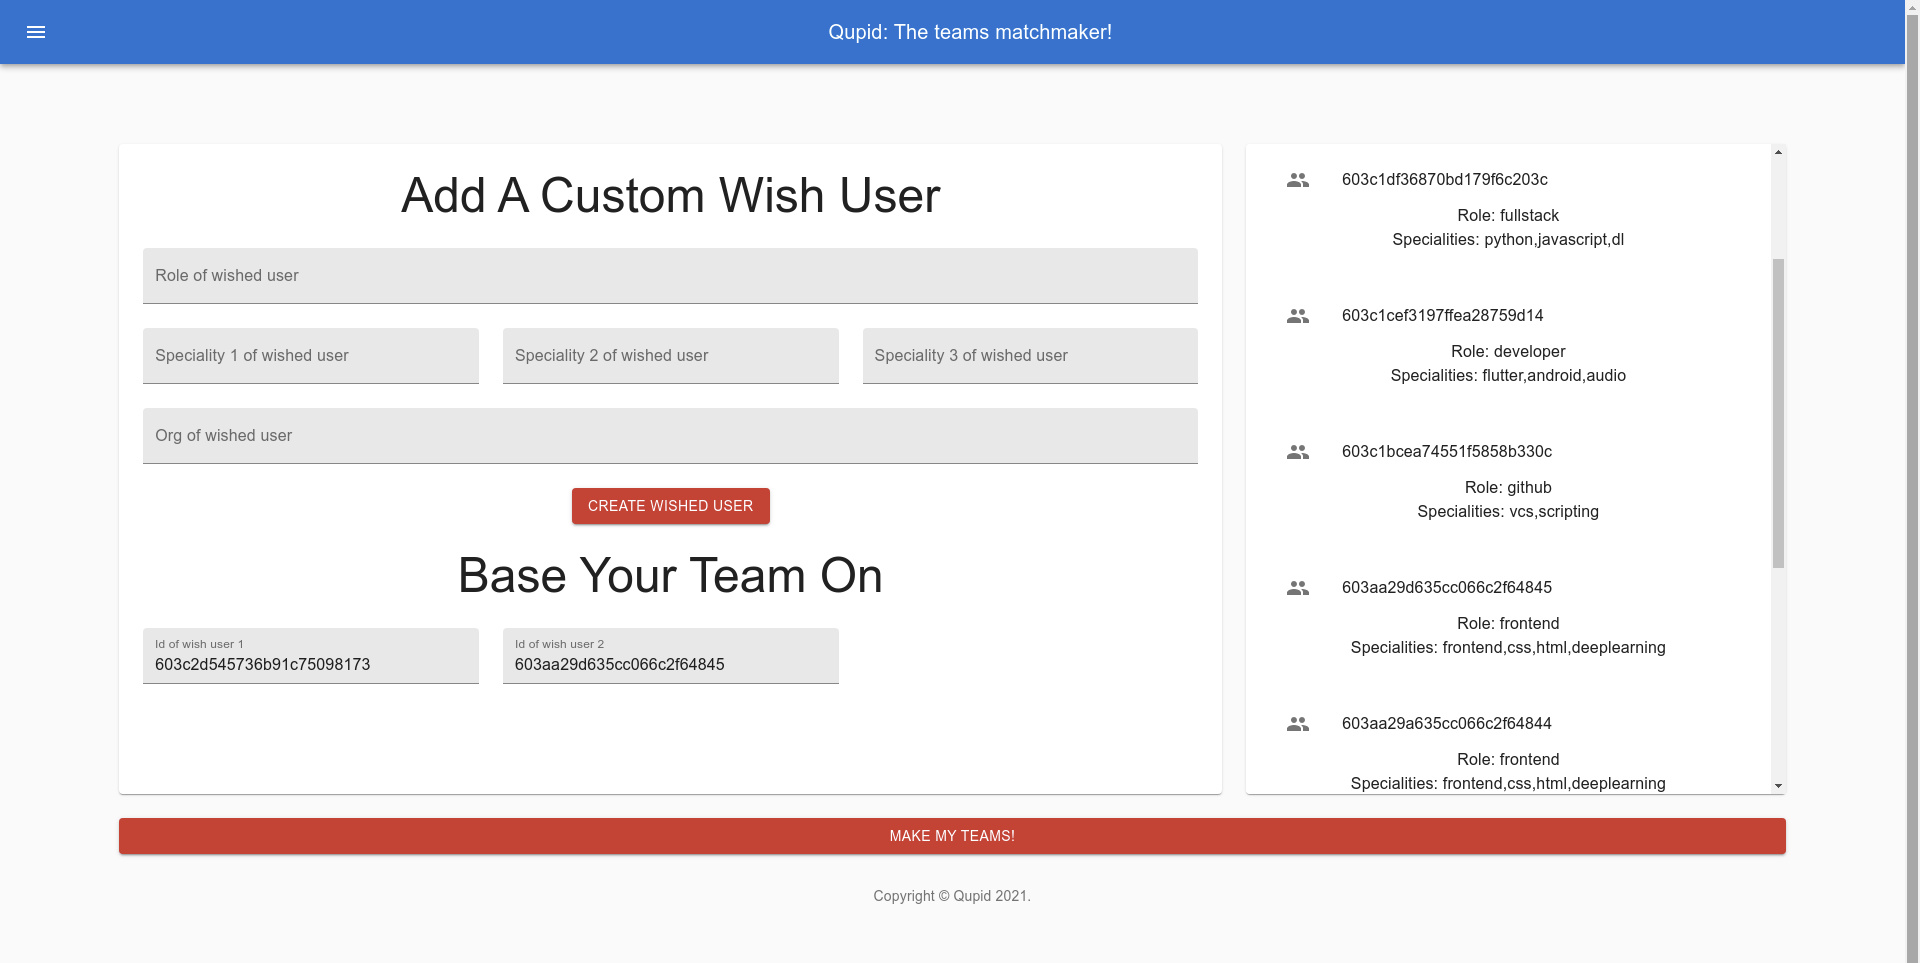 Qupid: The teams matchmaker!
Add A Custom Wish User
Role of wished user
Speciality 1 of wished user
Speciality 2 of wished user
Speciality 3 of wished user
Org of wished user
CREATE WISHED USER
Base Your Team On
Id of wish user 1
603c2d545736b91c75098173
Id of wish user 2
603aa29d635cc066c2f64845
603c1df36870bd179f6c203c
Role: fullstack
Specialities: python,javascript,dl
603c1cef3197ffea28759d14
Role: developer
Specialities: flutter,android,audio
603c1bcea74551f5858b330c
Role: github
Specialities: vcs,scripting
603aa29d635cc066c2f64845
Role: frontend
Specialities: frontend,css,html,deeplearning
603aa29a635cc066c2f64844
Role: frontend
Specialities: frontend,css,html,deeplearning
MAKE MY TEAMS!
Copyright © Qupid 2021.